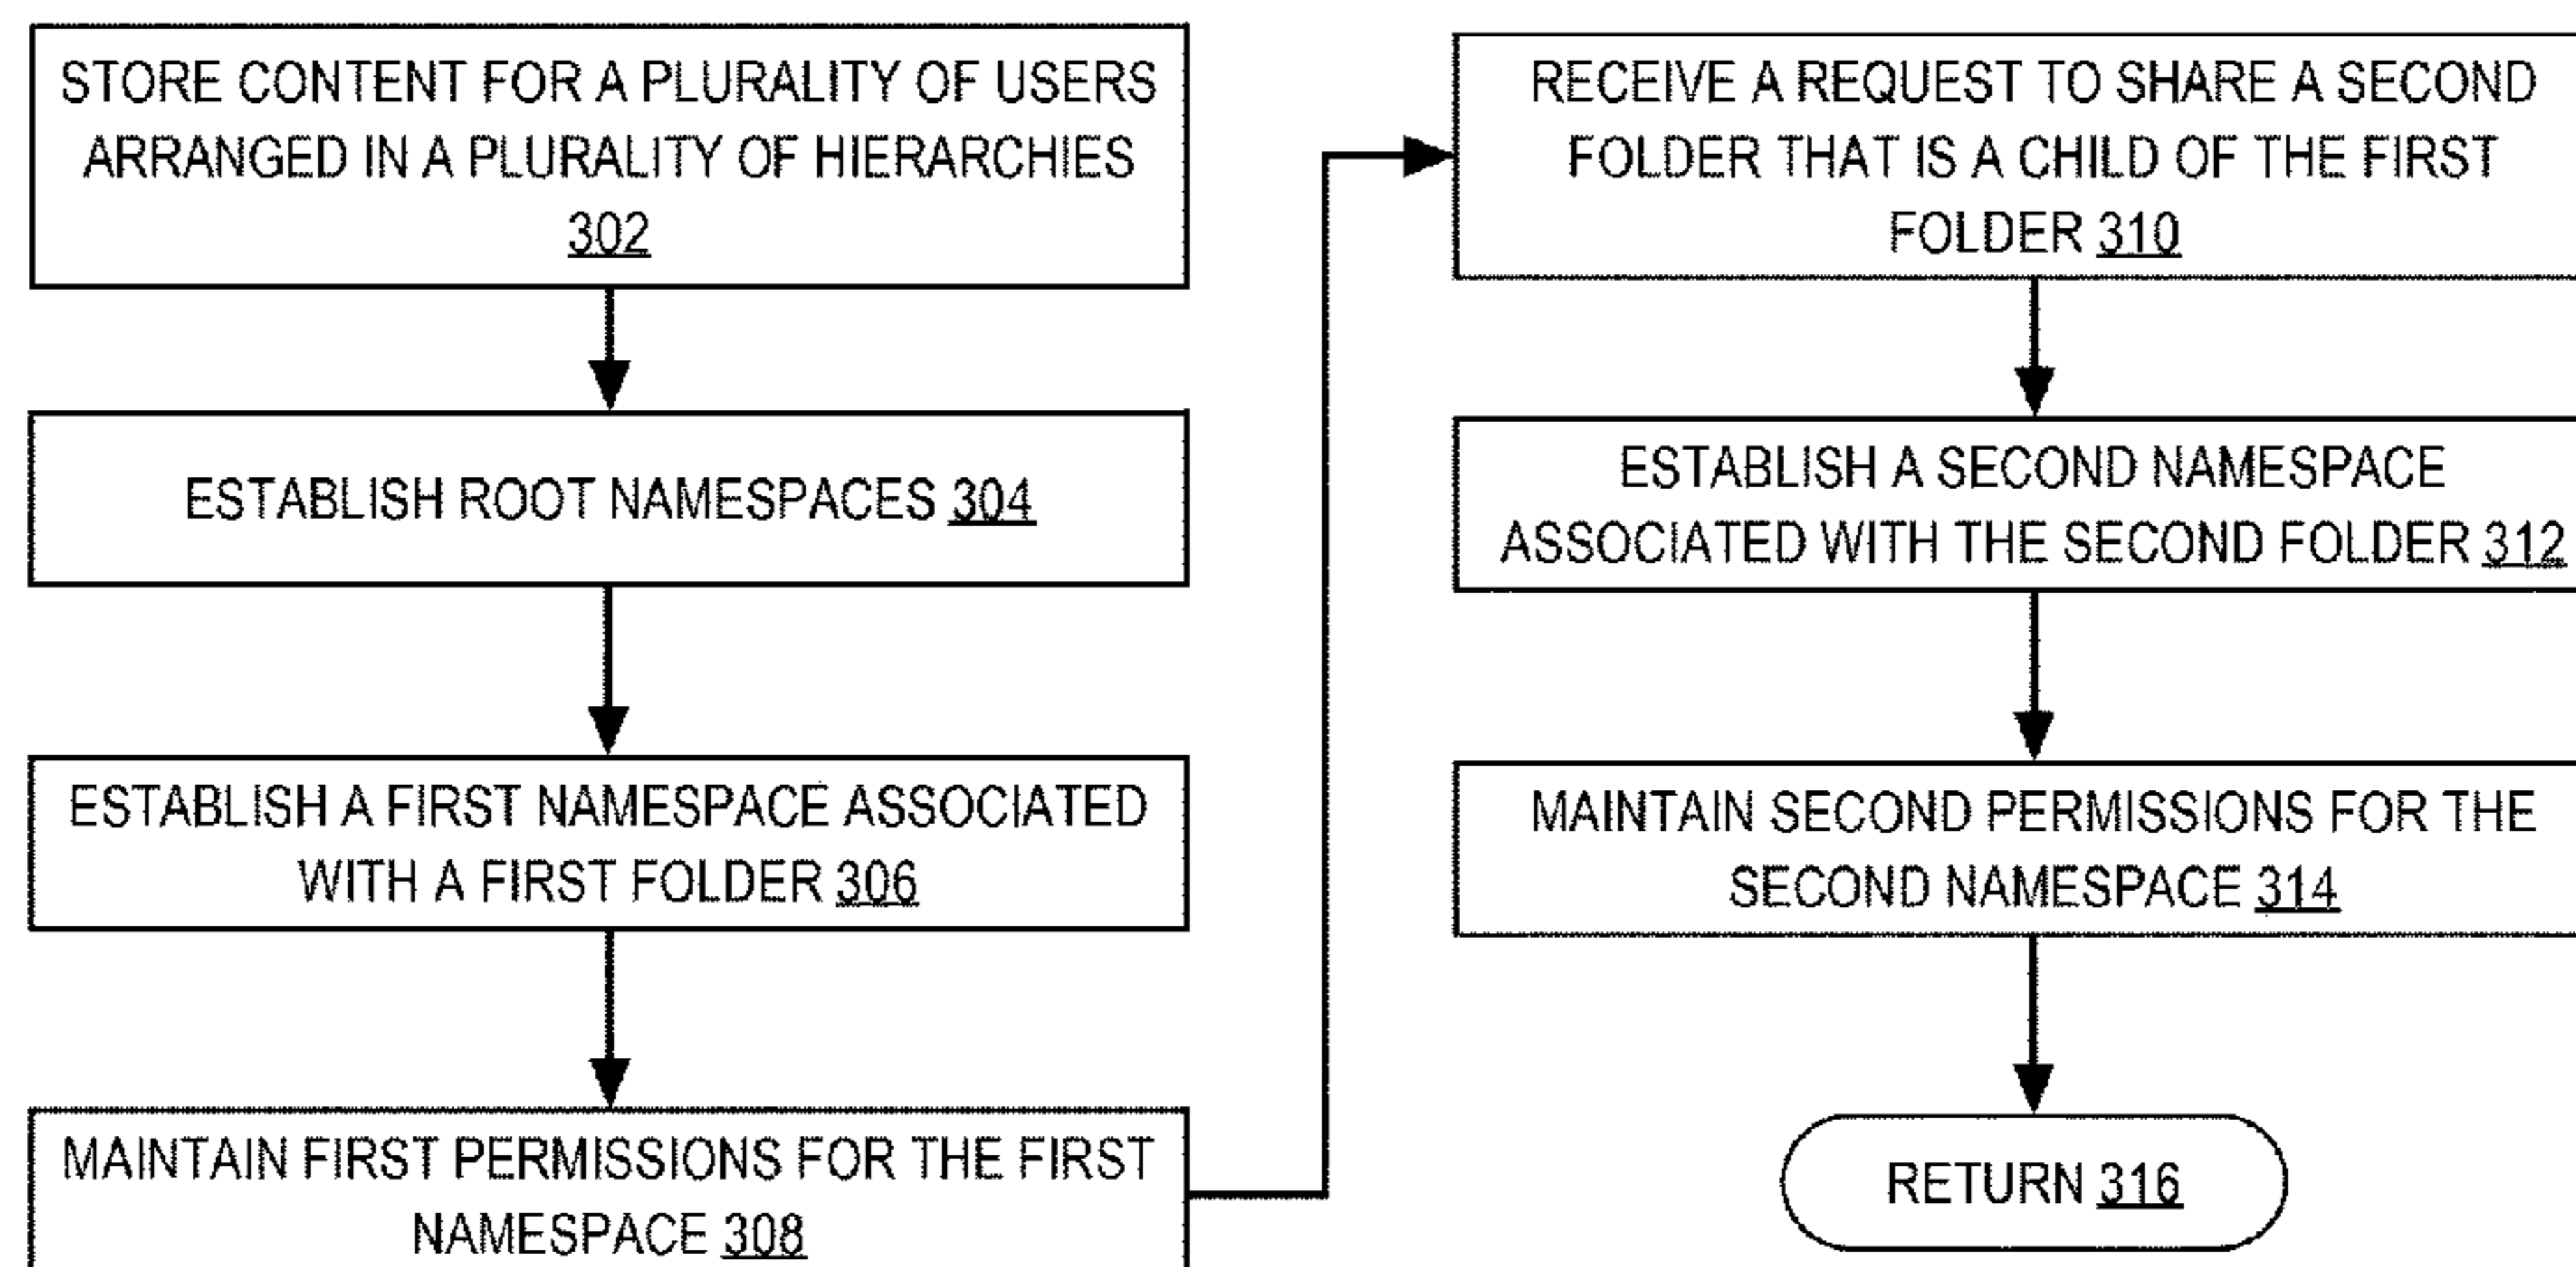 STORE CONTENT FOR A PLURALITY OF USERS
ARRANGED IN A PLURALITY OF HIERARCHIES
302
ESTABLISH ROOT NAMESPACES 304
ESTABLISH A FIRST NAMESPACE ASSOCIATED
WITH A FIRST FOLDER 306
MAINTAIN FIRST PERMISSIONS FOR THE FIRST
NAMESPACE 308
RECEIVE A REQUEST TO SHARE A SECOND
FOLDER THAT IS A CHILD OF THE FIRST
FOLDER 310
ESTABLISH A SECOND NAMESPACE
ASSOCIATED WITH THE SECOND FOLDER 312
MAINTAIN SECOND PERMISSIONS FOR THE
SECOND NAMESPACE 314
RETURN 316